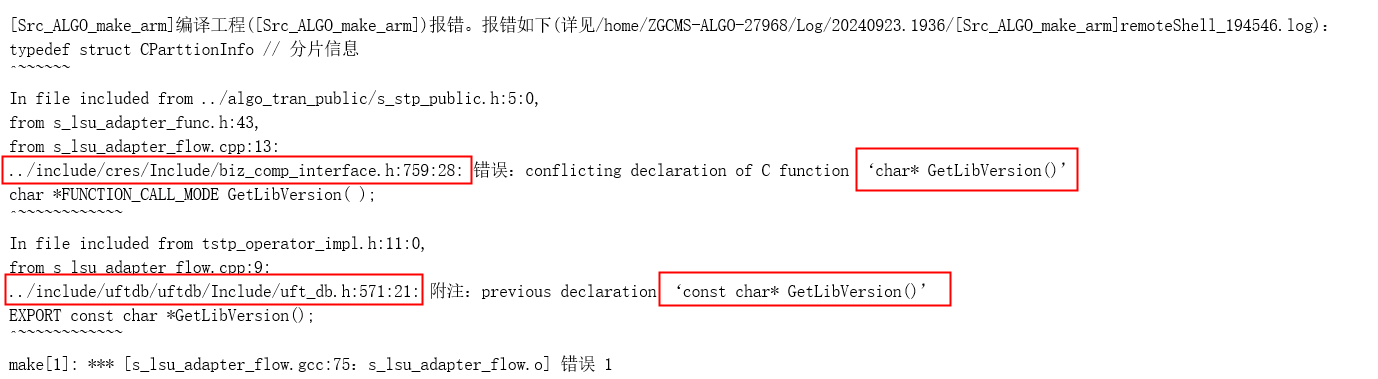 [Src_ALGO_make_arm]编译工程([Src_ALGO_make_arm])报错。报错如下(详见/home/ZGCMS-ALGO-27968/Log/20240923.1936/[Src_ALGO_make_arm]remoteShell_194546.log):
typedef struct CParttionInfo // 分片信息
^~~~~~~
In file included from ../algo_tran_public/s_stp_public.h:5:0,
from s_lsu_adapter_func.h:43,
from s_lsu_adapter_flow.cpp:13:
../include/cres/Include/biz_comp_interface.h:759:28: 错误: conflicting declaration of C function ‘char* GetLibVersion()’
char *FUNCTION_CALL_MODE GetLibVersion( );
^~~~~~~~~~~~~
In file included from tstp_operator_impl.h:11:0,
from s_lsu_adapter_flow.cpp:9:
../include/uftdb/uftdb/Include/uft_db.h:571:21: 附注: previous declaration ‘const char* GetLibVersion()’
EXPORT const char *GetLibVersion();
^~~~~~~~~~~~~
make[1]: *** [s_lsu_adapter_flow.gcc:75: s_lsu_adapter_flow.o] 错误 1